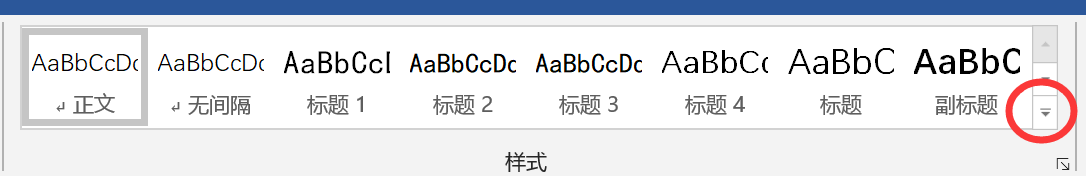 AaBbCcDc AaBbCcDc AaBbCcl AaBbCcDc AaBbCcDc AaBbCc AaBbC AaBbC
↲ 正文 ↲ 无间隔 标题 1 标题 2 标题 3 标题 4 标题 副标题
样式